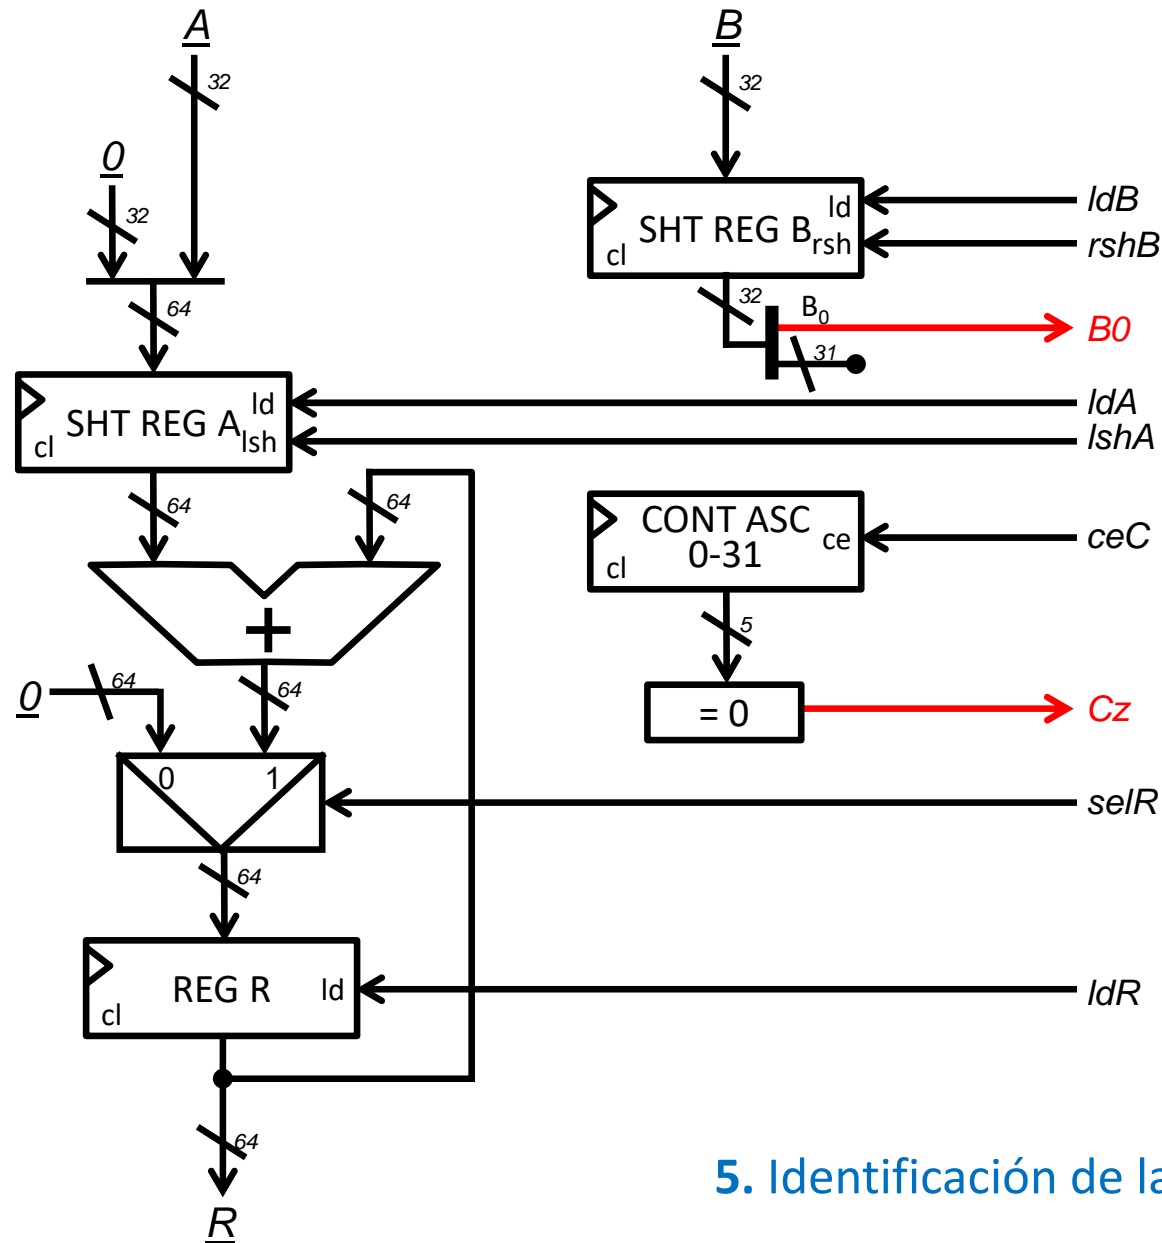 A
B
32
32
0
32
ld
ldB
SHT REG B
rsh
rshB
cl
32
B0
B0
64
31
ld
ldA
SHT REG A
lsh
lshA
cl
64
64
CONT ASC
0-31
ce
ceC
cl
+
5
64
64
0
= 0
Cz
0
1
selR
64
REG R
ld
ldR
cl
64
R
5. Identificación de la